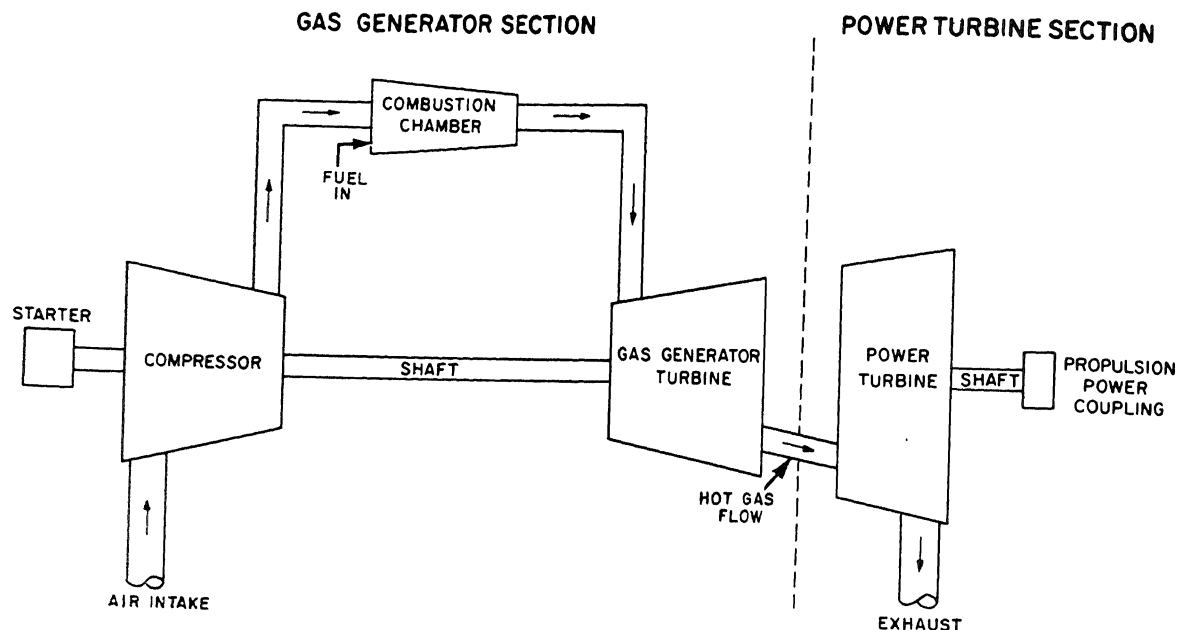 GAS GENERATOR SECTION
POWER TURBINE SECTION
COMBUSTION
CHAMBER
FUEL
IN
STARTER
COMPRESSOR
SHAFT
GAS GENERATOR
TURBINE
POWER
TURBINE
SHAFT
PROPULSION
POWER
COUPLING
HOT GAS
FLOW
AIR INTAKE
EXHAUST